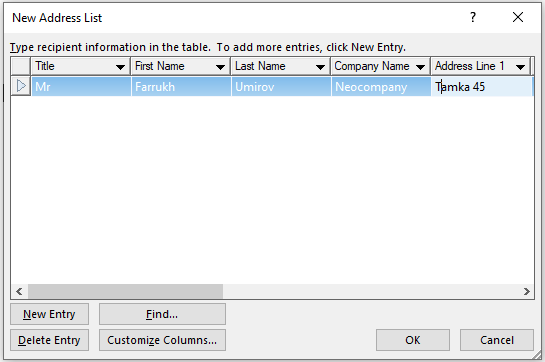 New Address List
Type recipient information in the table. To add more entries, click New Entry.
Title First Name Last Name Company Name Address Line 1
Mr Farrukh Umirov Neocompany Tamka 45
New Entry Find...
Delete Entry Customize Columns... OK Cancel